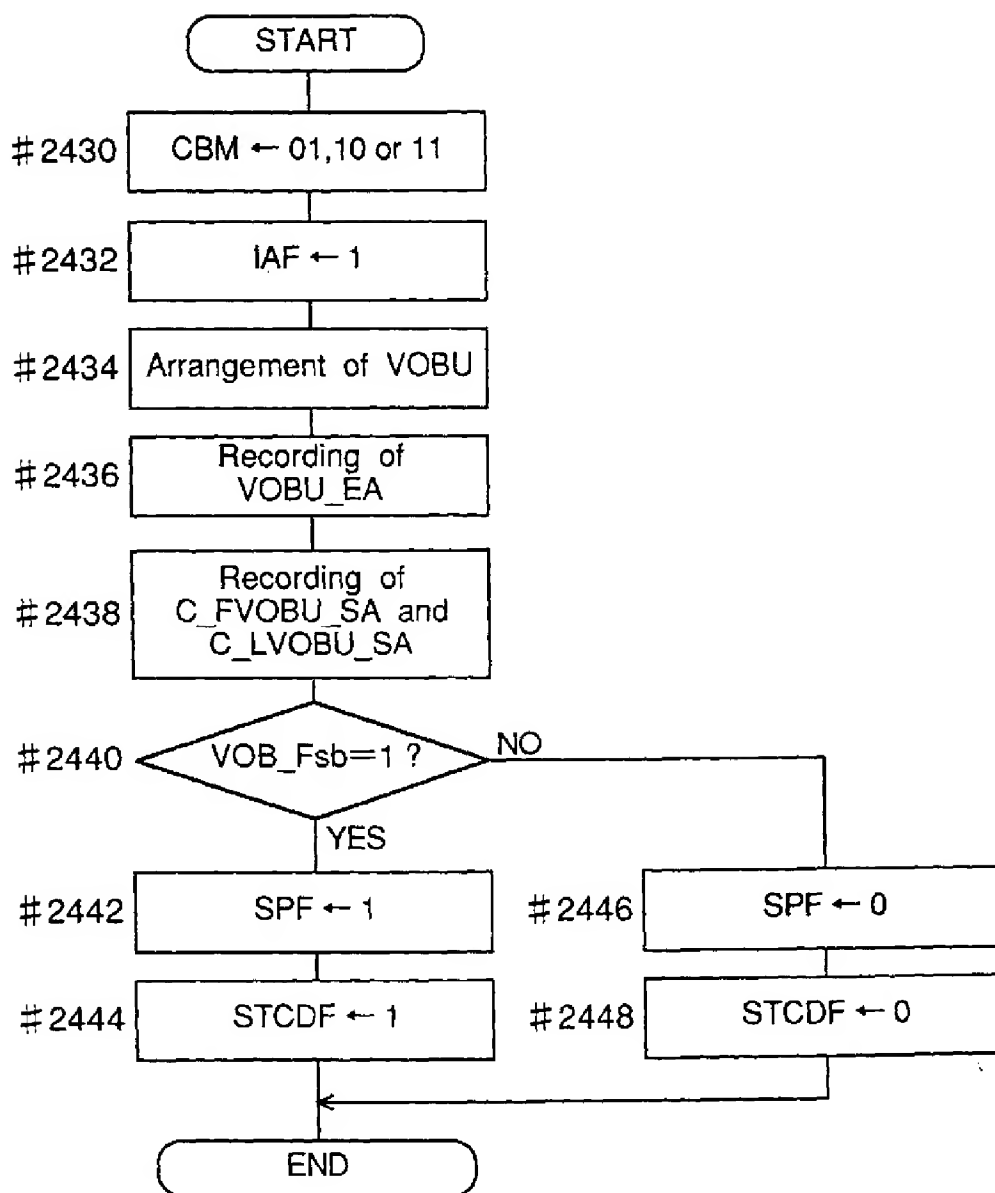 START
#2430
CBM ← 01,10 or 11
#2432
IAF ← 1
#2434
Arrangement of VOBU
#2436
Recording of
VOBU_EA
#2438
Recording of
C_FVOBU_SA and
C_LVOBU_SA
#2440
VOB_Fsb=1 ?
NO
YES
#2442
SPF ← 1
#2446
SPF ← 0
#2444
STCDF ← 1
#2448
STCDF ← 0
END